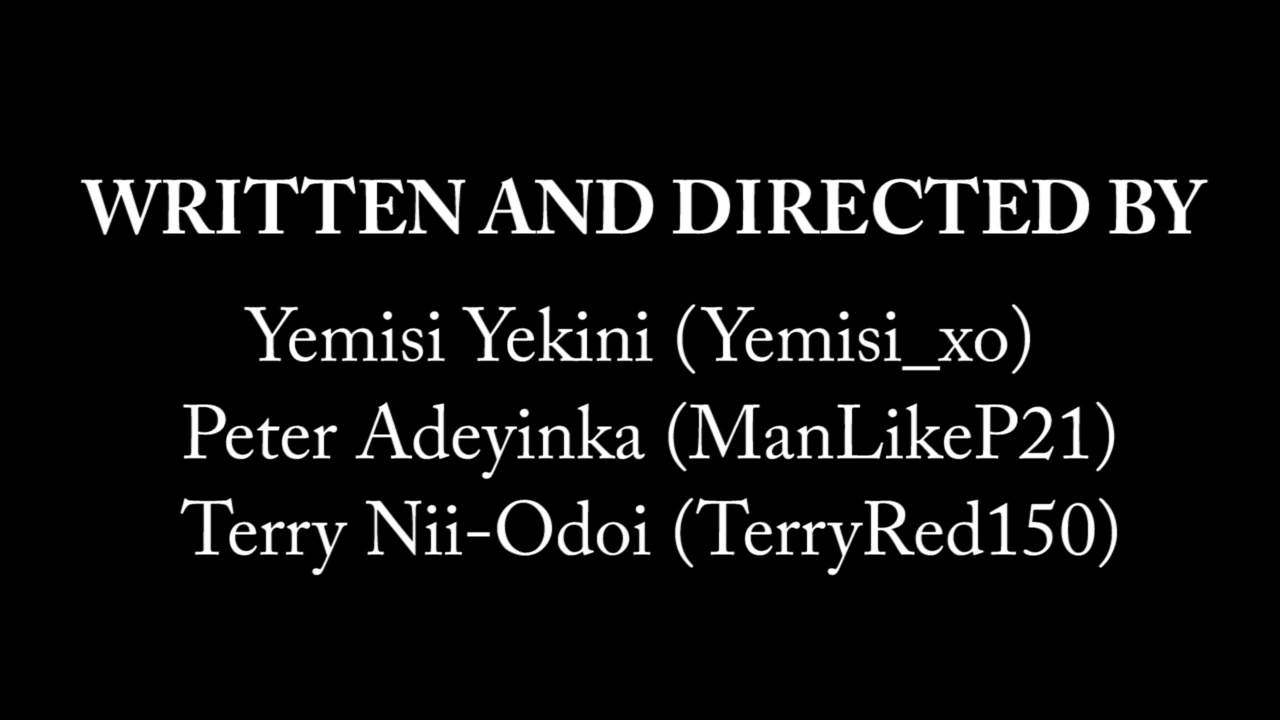 WRITTEN AND DIRECTED BY
Yemisi Yekini (Yemisi_xo)
Peter Adeyinka (ManLikeP21)
Terry Nii-Odoi (TerryRed150)